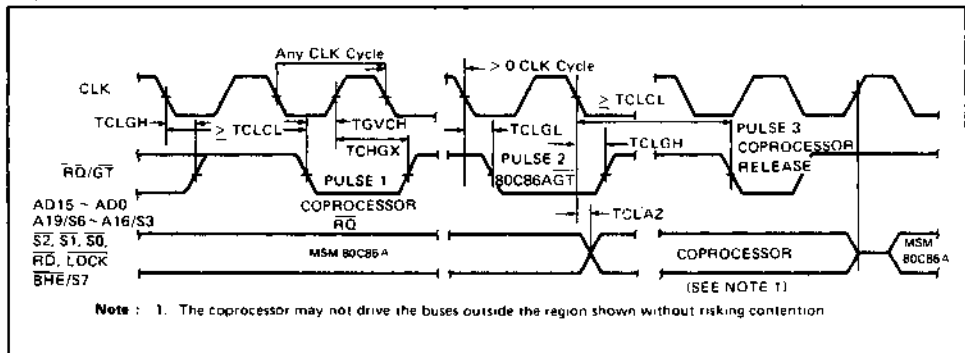 Any CLK Cycle
> 0 CLK Cycle
CLK
≥ TCLCL
TCLGH
≥ TCLCL
TGVCH
TCLGL
TCHGX
TCLGH
PULSE 3
COPROCESSOR
RELEASE
RQ/GT
PULSE 1
PULSE 2
80C86AGT
COPROCESSOR
RQ
AD15 ~ AD0
A19/S6 ~ A16/S3
S2, S1, S0,
RD, LOCK
BHE/S7
TCLA2
MSM 80C86A
COPROCESSOR
(SEE NOTE 1)
MSM
80C86A
Note : 1. The coprocessor may not drive the buses outside the region shown without risking contention